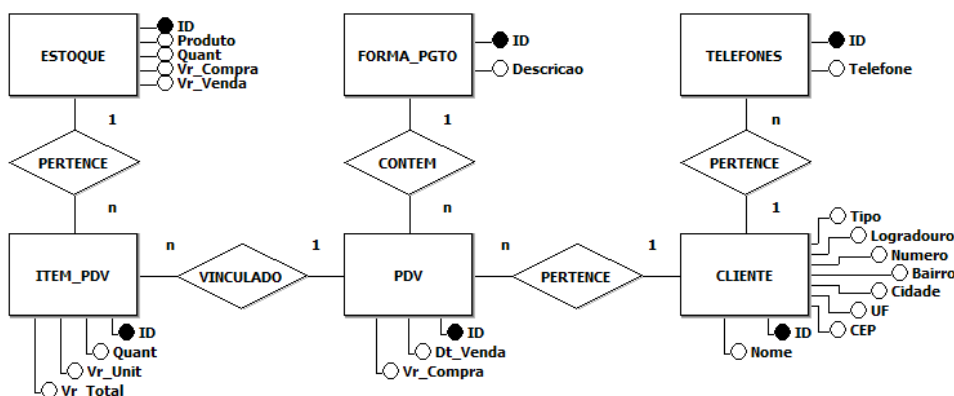 ESTOQUE
ID
Produto
Quant
Vr_Compra
Vr_Venda
FORMA_PGTO
ID
Descricao
TELEFONES
ID
Telefone
1
1
n
PERTENCE
CONTEM
PERTENCE
n
n
1
ITEM_PDV
n
VINCULADO
1
PDV
n
PERTENCE
1
CLIENTE
Tipo
Logradouro
Numero
Bairro
Cidade
UF
CEP
ID
Quant
Vr_Unit
Vr_Total
ID
Dt_Venda
Vr_Compra
ID
Nome